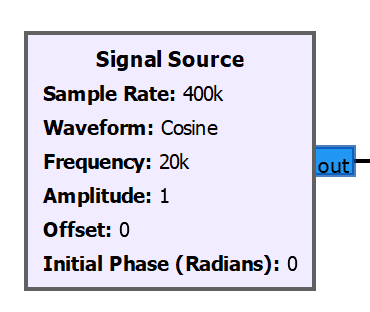 Signal Source
Sample Rate: 400k
Waveform: Cosine
Frequency: 20k
Amplitude: 1
out
Offset: 0
Initial Phase (Radians): 0